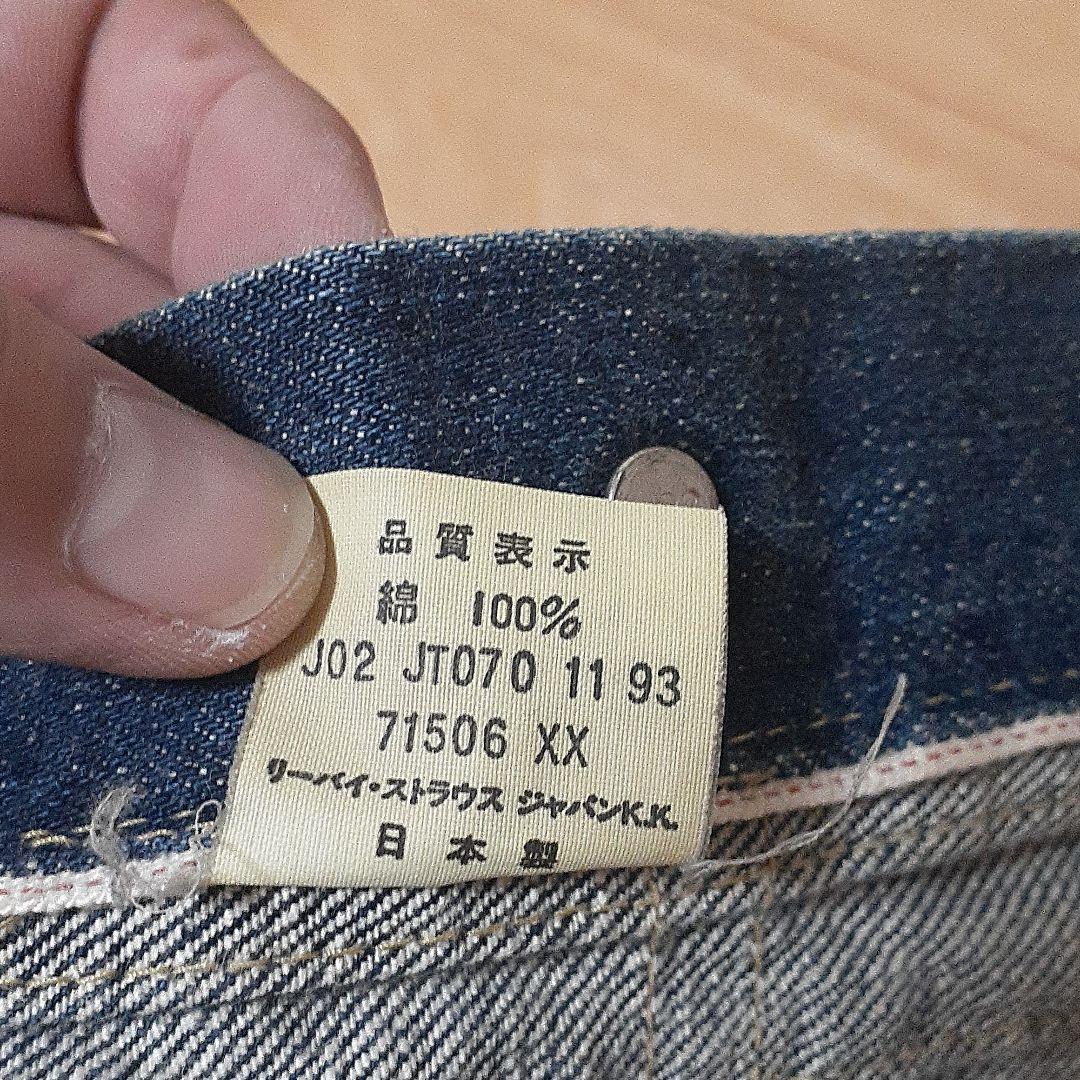 品質表示
綿 100%
J02 JT070 11 93
71506 XX
リーバイ・ストラウス ジャパンK.K.
日本製